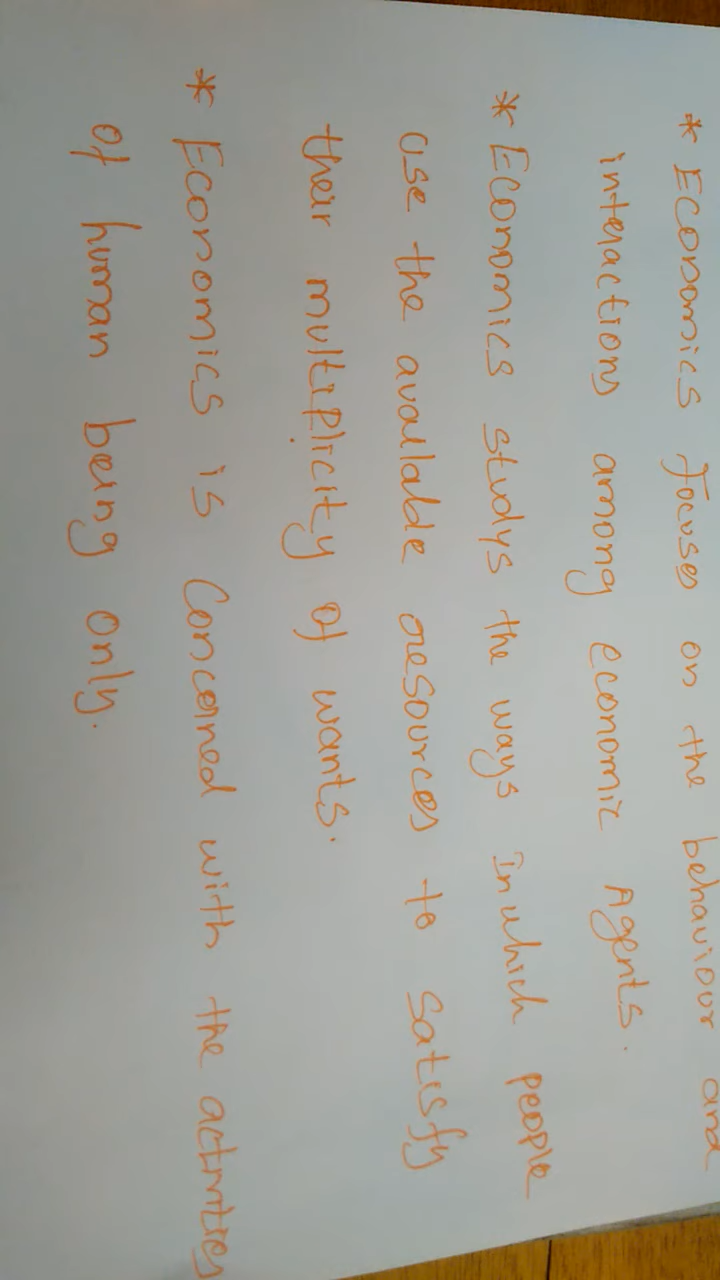 * Economics focuses on the behaviour and
interactions among economic Agents.
* Economics studys the ways in which people
use the available resources to satisfy
their multiplicity of wants.
* Economics is Concerned with the activities
of human being only.